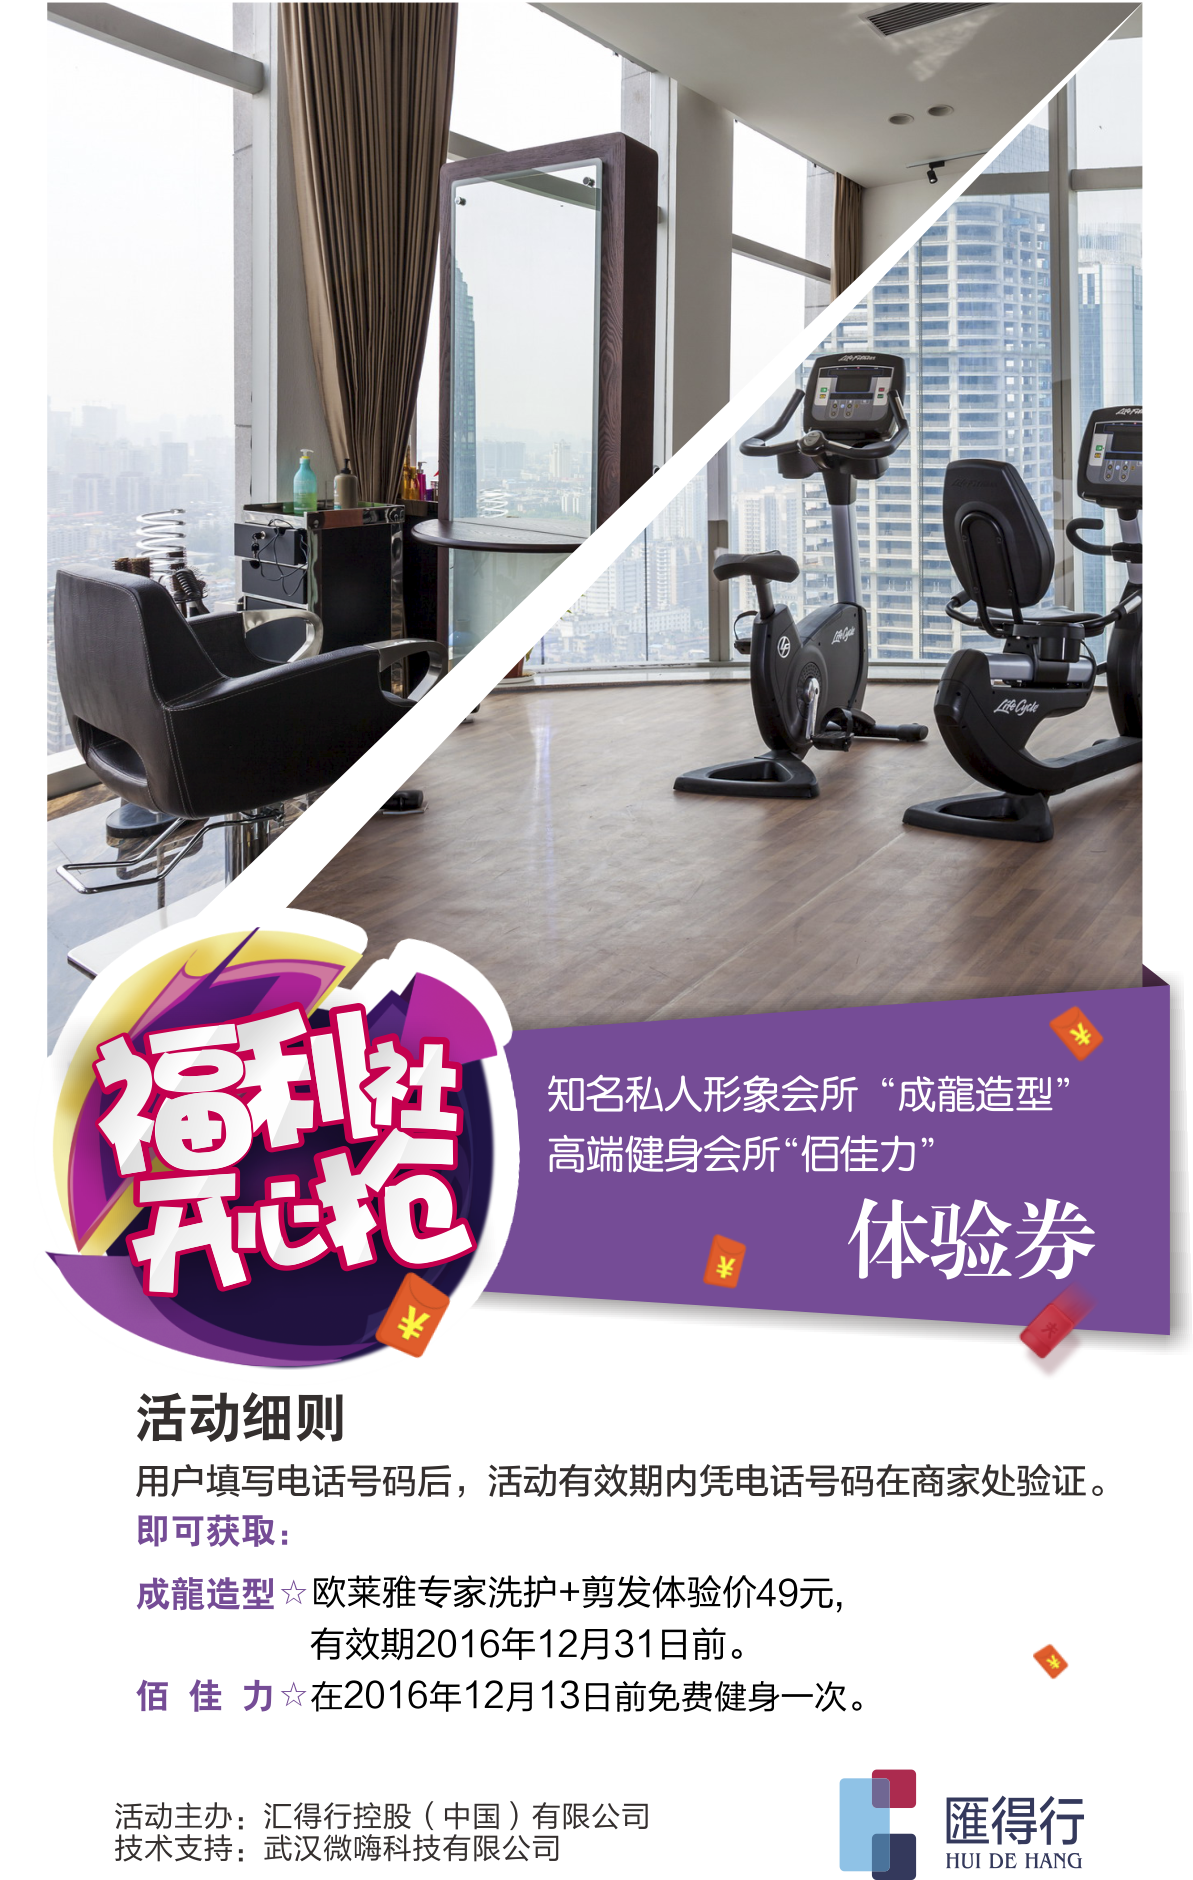 Life Fitness
Life Fitness
Life Cycle
Life Cycle
福利社
开心抢
知名私人形象会所“成龍造型”
高端健身会所“佰佳力”
体验券
活动细则
用户填写电话号码后，活动有效期内凭电话号码在商家处验证。
即可获取：
成龍造型☆欧莱雅专家洗护+剪发体验价49元，
有效期2016年12月31日前。
佰 佳 力☆在2016年12月13日前免费健身一次。
活动主办：汇得行控股（中国）有限公司
技术支持：武汉微嗨科技有限公司
匯得行
HUI DE HANG